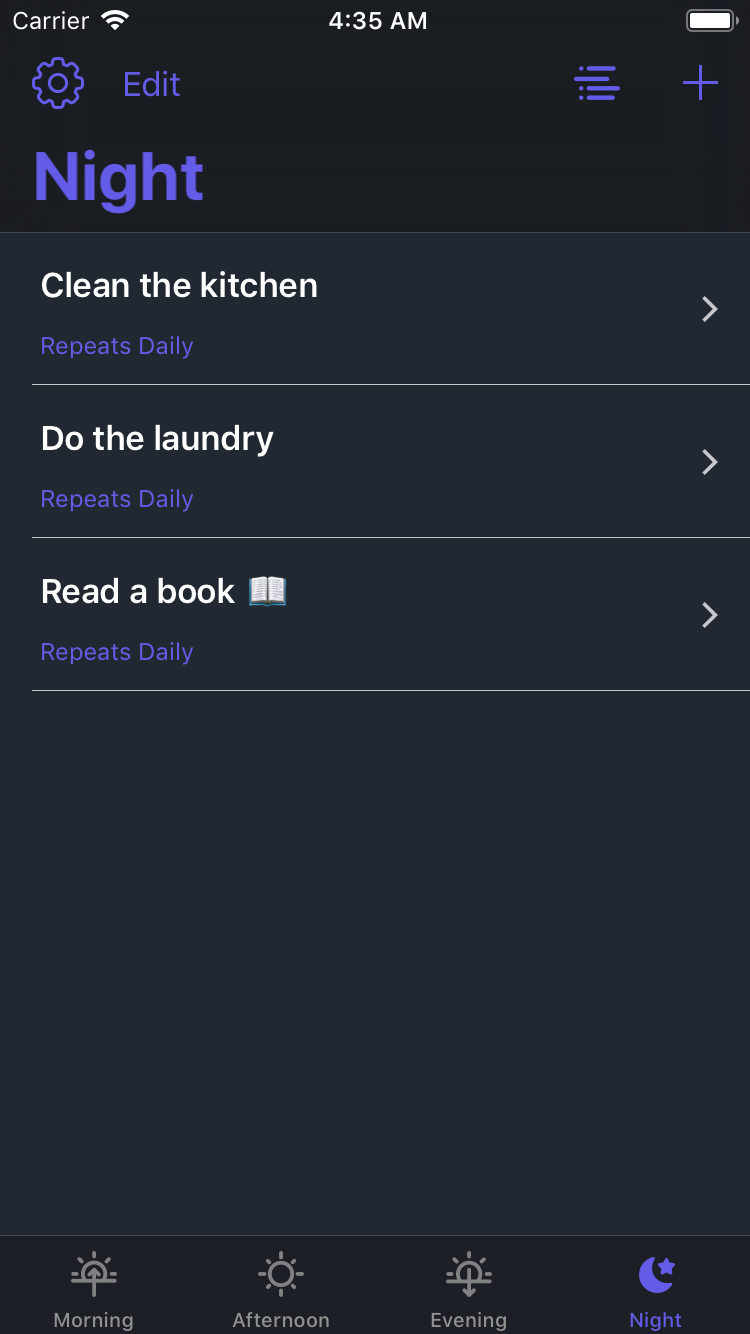 Carrier 4:35 AM
Edit
Night
Clean the kitchen
Repeats Daily
Do the laundry
Repeats Daily
Read a book 📖
Repeats Daily
Morning Afternoon Evening Night